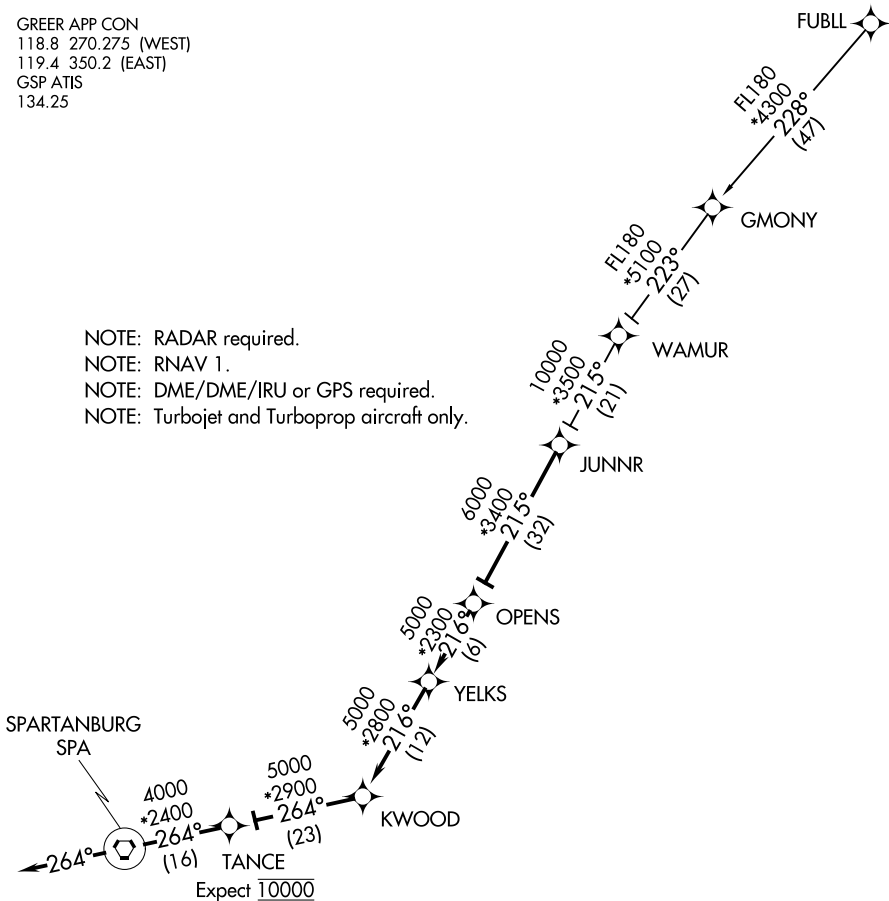 GREER APP CON
118.8 270.275 (WEST)
119.4 350.2 (EAST)
GSP ATIS
134.25
FUBLL
FL180
*4300
228°
(47)
GMONY
FL180
*5100
223°
(27)
WAMUR
NOTE: RADAR required.
NOTE: RNAV 1.
NOTE: DME/DME/IRU or GPS required.
NOTE: Turbojet and Turboprop aircraft only.
10000
*3500
215°
(21)
JUNNR
6000
*3400
215°
(32)
OPENS
5000
*2300
216°
(6)
YELKS
5000
*2800
216°
(12)
KWOOD
5000
*2900
264°
(23)
TANCE
Expect 10000
4000
*2400
264°
(16)
SPARTANBURG
SPA
264°